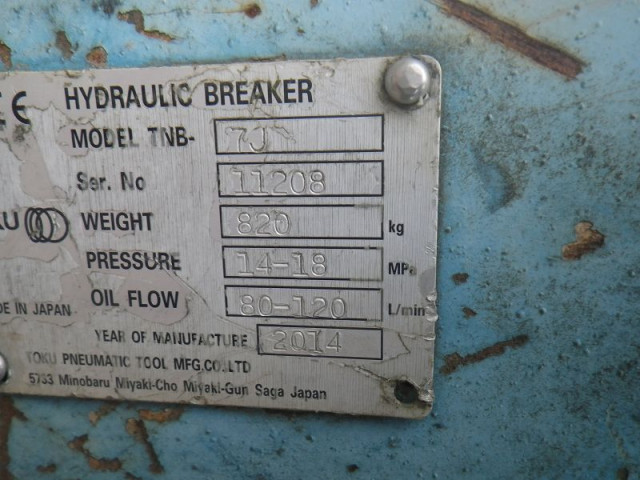 CE HYDRAULIC BREAKER
MODEL TNB- 7J
Ser. No 11208
WEIGHT 820 kg
PRESSURE 14-18 MPa
OIL FLOW 80-120 L/min
DE IN JAPAN
YEAR OF MANUFACTURE 2014
TOKU PNEUMATIC TOOL MFG.CO.LTD
5733 Minobaru Miyaki-Cho Miyaki-Gun Saga Japan